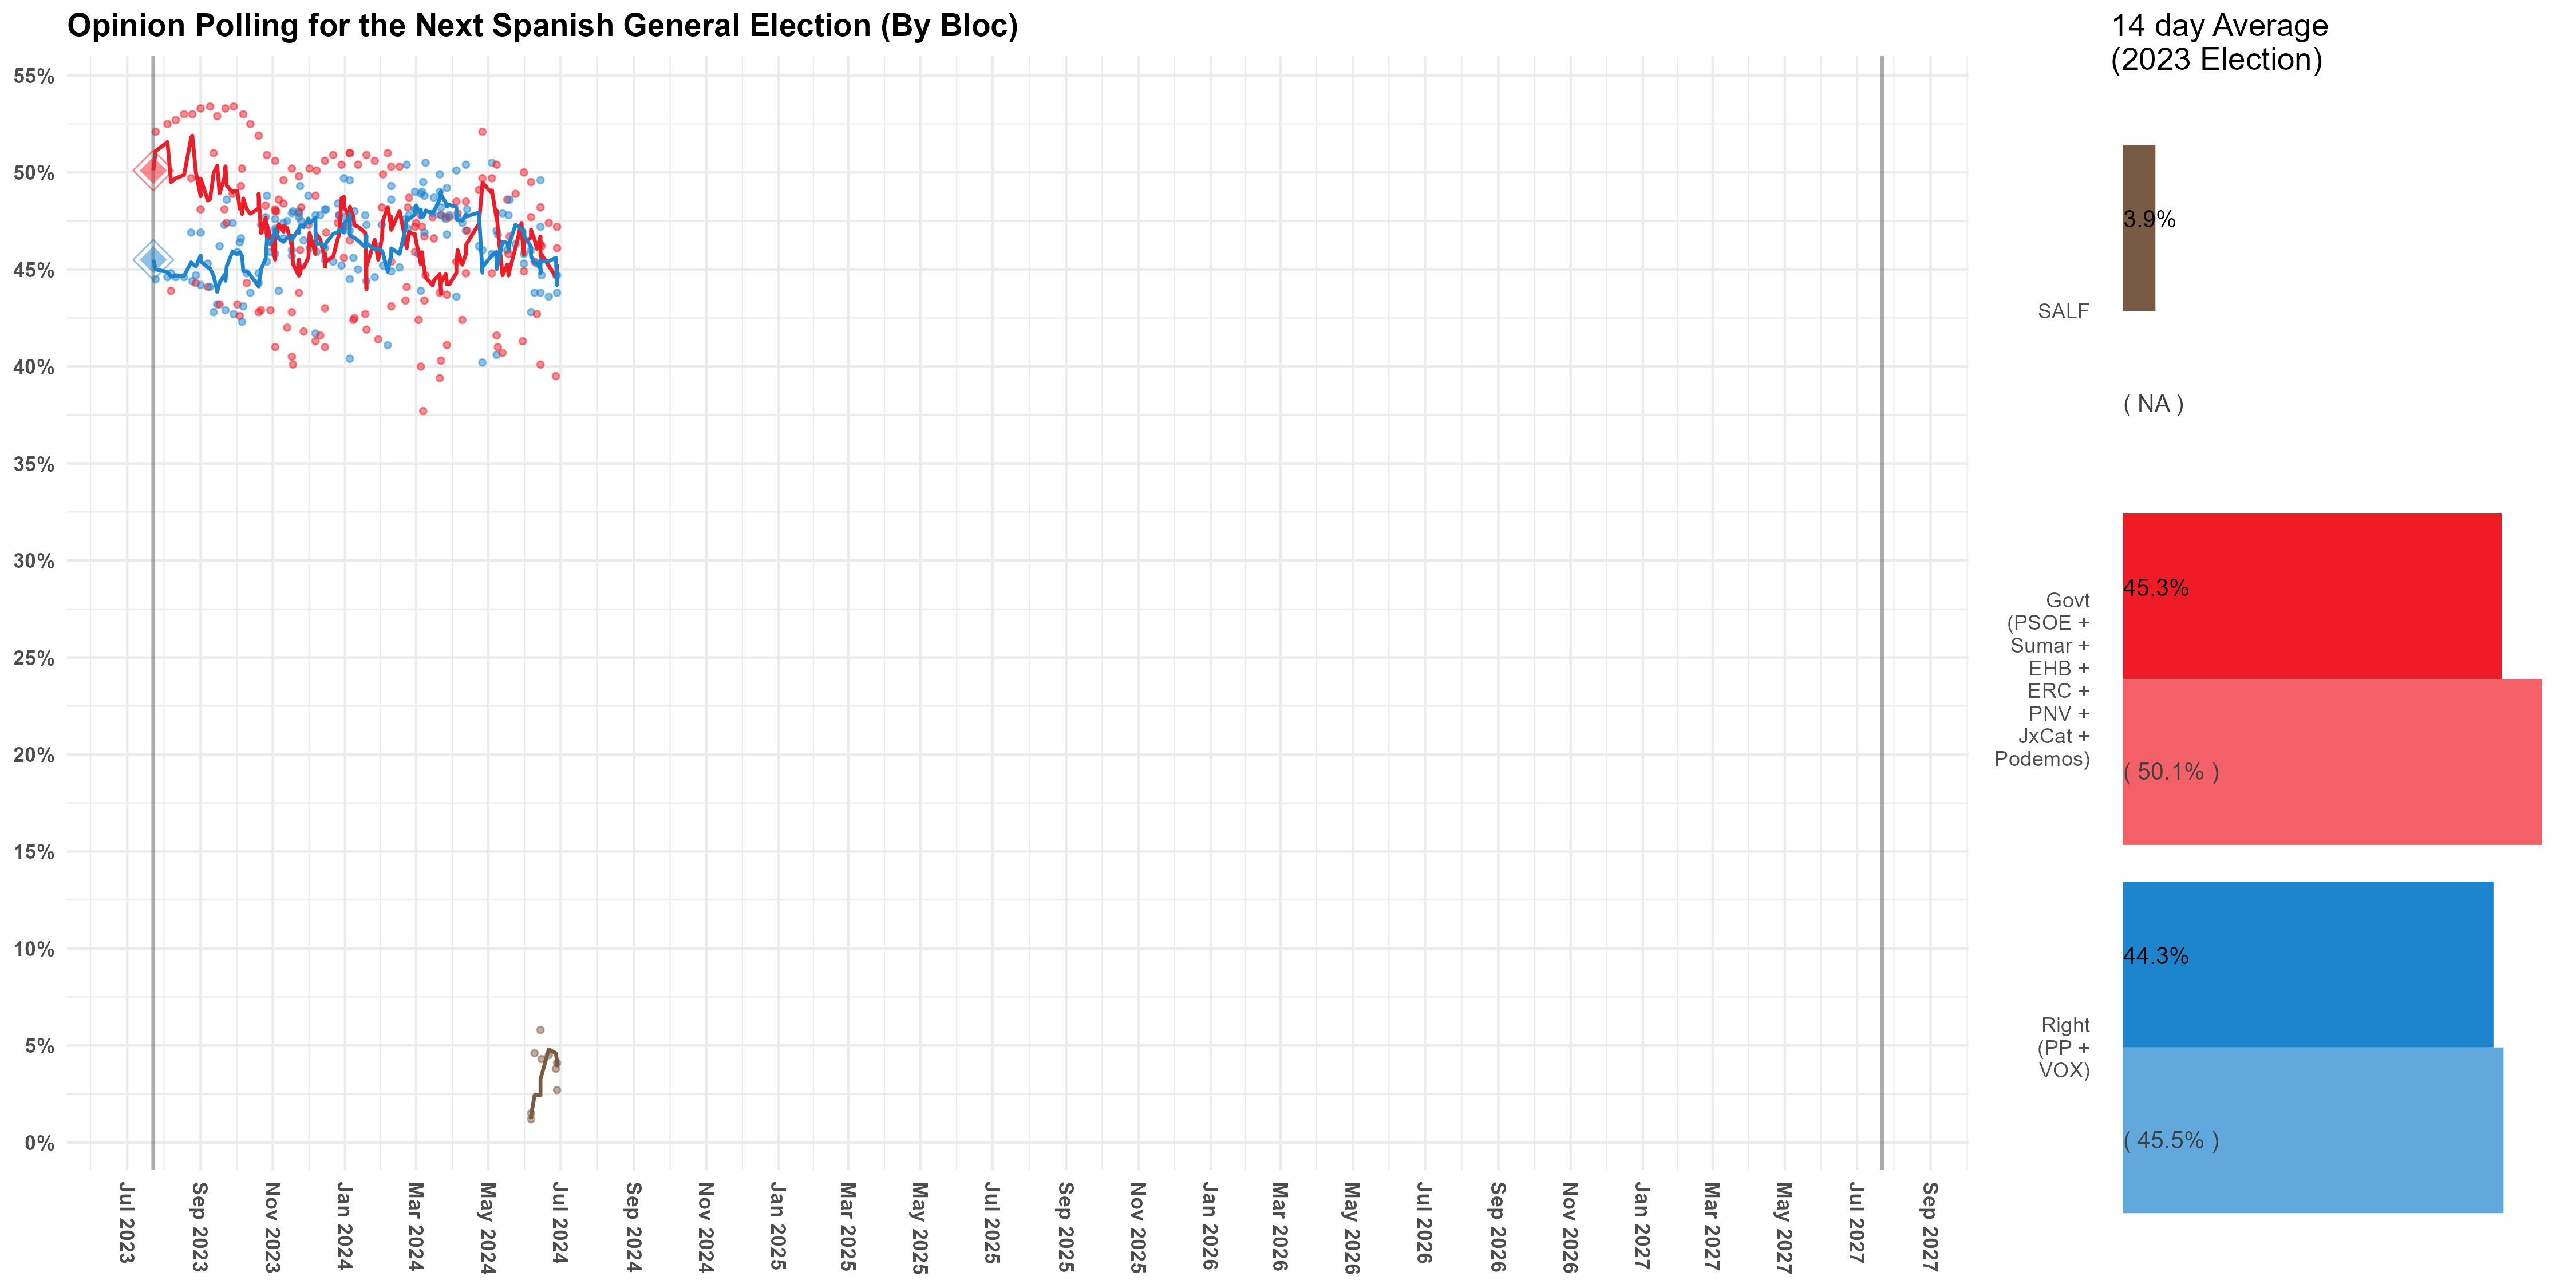 Opinion Polling for the Next Spanish General Election (By Bloc)
14 day Average
(2023 Election)
55%
50%
45%
40%
35%
30%
25%
20%
15%
10%
5%
0%
Jul 2023
Sep 2023
Nov 2023
Jan 2024
Mar 2024
May 2024
Jul 2024
Sep 2024
Nov 2024
Jan 2025
Mar 2025
May 2025
Jul 2025
Sep 2025
Nov 2025
Jan 2026
Mar 2026
May 2026
Jul 2026
Sep 2026
Nov 2026
Jan 2027
Mar 2027
May 2027
Jul 2027
Sep 2027
SALF
3.9%
( NA )
Govt
(PSOE +
Sumar +
EHB +
ERC +
PNV +
JxCat +
Podemos)
45.3%
( 50.1% )
Right
(PP +
VOX)
44.3%
( 45.5% )